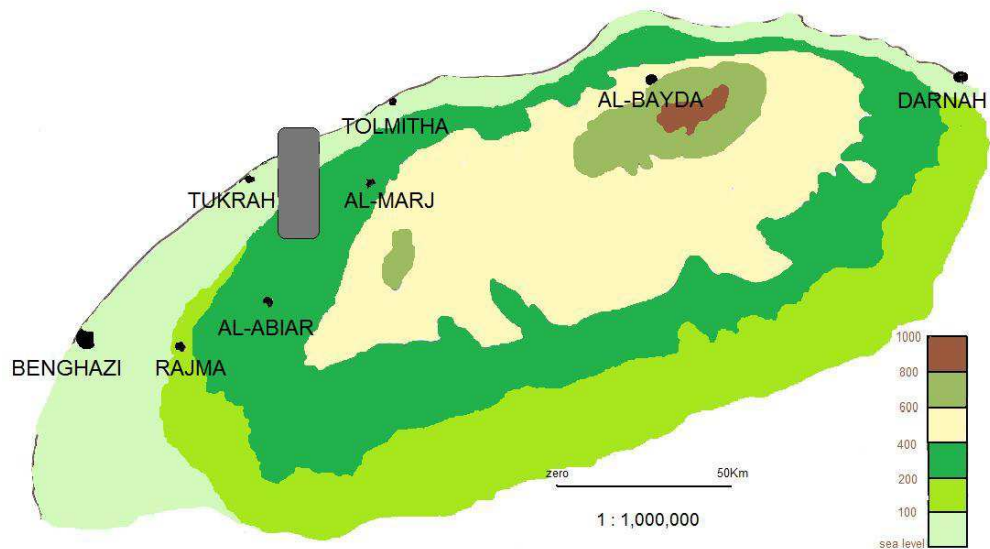 AL-BAYDA
DARNAH
TOLMITHA
TUKRAH
AL-MARJ
AL-ABIAR
BENGHAZI
RAJMA
1000
800
600
400
200
100
sea level
zero 50Km
1 : 1,000,000